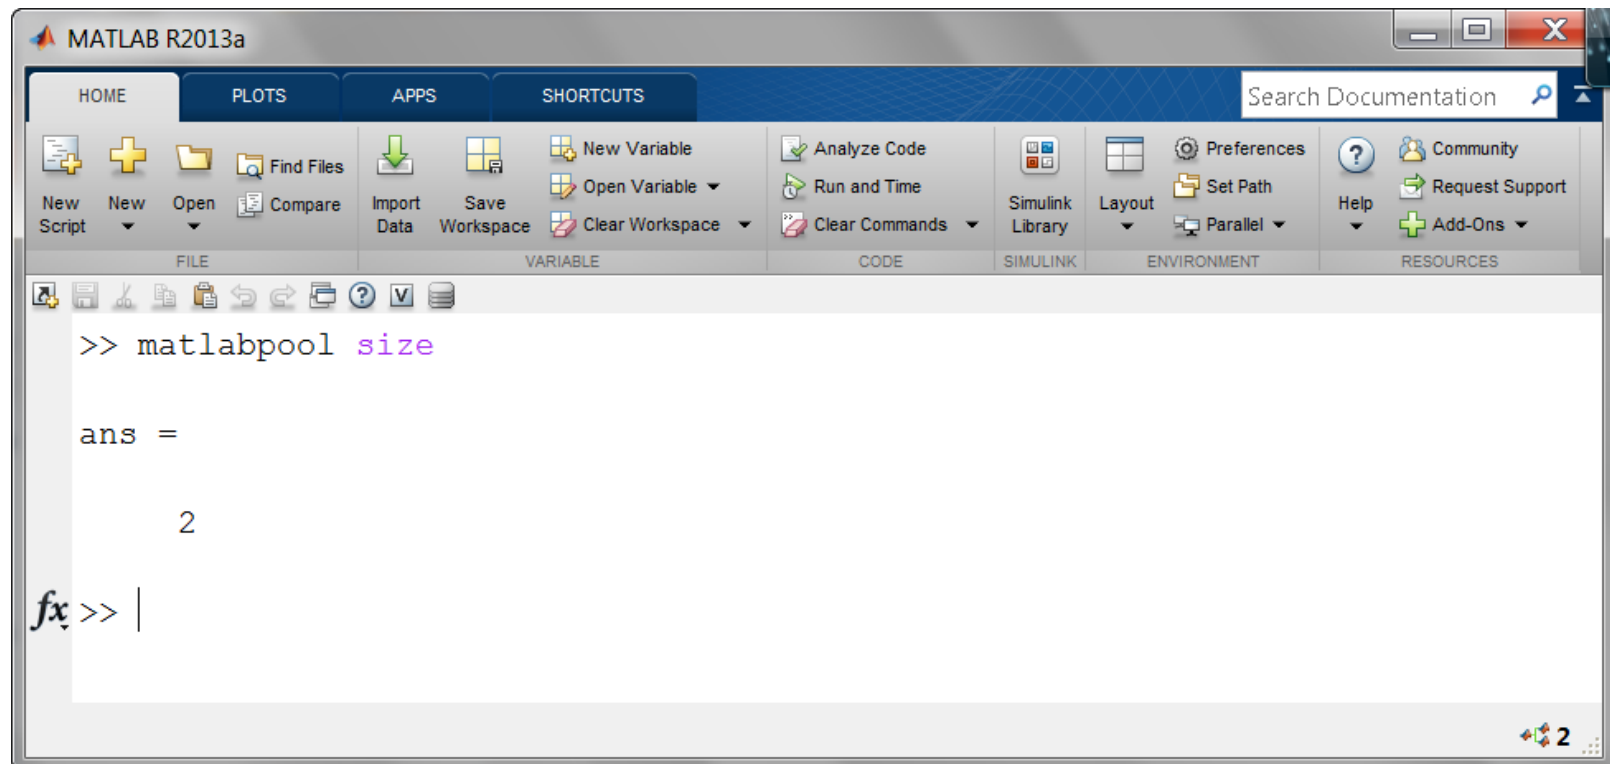 MATLAB R2013a
HOME PLOTS APPS SHORTCUTS Search Documentation
New Script
New
Open
Find Files
Compare
Import Data
Save Workspace
New Variable
Open Variable
Clear Workspace
Analyze Code
Run and Time
Clear Commands
Simulink Library
Layout
Preferences
Set Path
Parallel
Help
Community
Request Support
Add-Ons
FILE VARIABLE CODE SIMULINK ENVIRONMENT RESOURCES
>> matlabpool size
ans =
2
fx >>
2